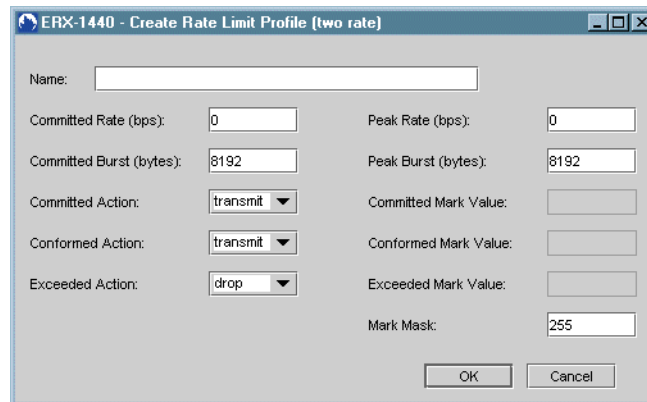 ERX-1440 - Create Rate Limit Profile (two rate)
Name:
Committed Rate (bps): 0 Peak Rate (bps): 0
Committed Burst (bytes): 8192 Peak Burst (bytes): 8192
Committed Action: transmit Committed Mark Value:
Conformed Action: transmit Conformed Mark Value:
Exceeded Action: drop Exceeded Mark Value:
Mark Mask: 255
OK Cancel